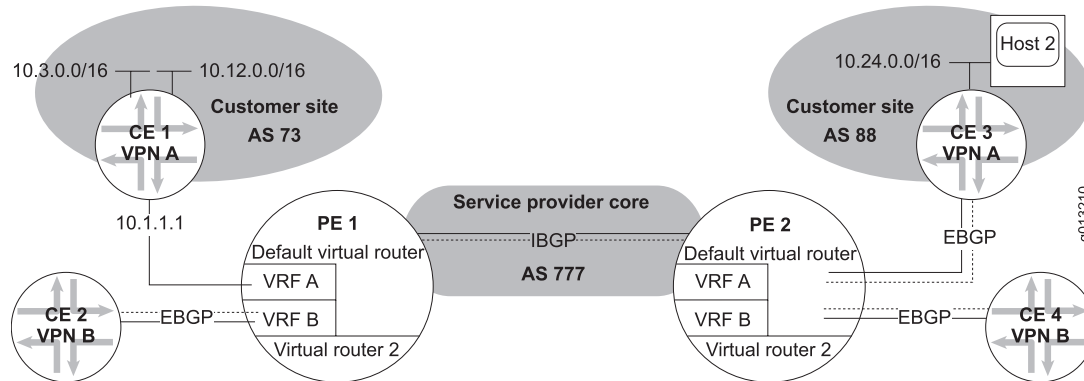 10.3.0.0/16
10.12.0.0/16
Customer site
AS 73
CE 1
VPN A
10.1.1.1
CE 2
VPN B
EBGP
PE 1
Default virtual router
VRF A
VRF B
Virtual router 2
Service provider core
IBGP
AS 777
PE 2
Default virtual router
VRF A
VRF B
Virtual router 2
10.24.0.0/16
Host 2
Customer site
AS 88
CE 3
VPN A
EBGP
EBGP
CE 4
VPN B
g013210